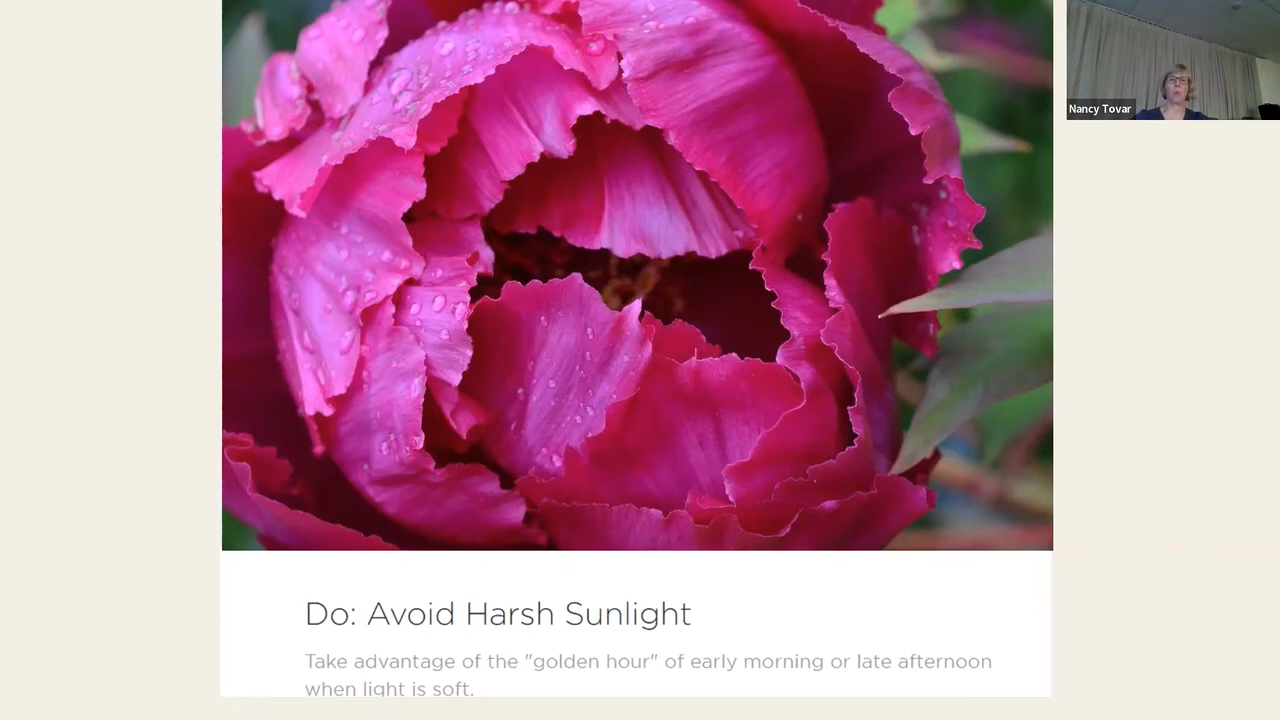 Nancy Tovar
Do: Avoid Harsh Sunlight
Take advantage of the "golden hour" of early morning or late afternoon
when light is soft.